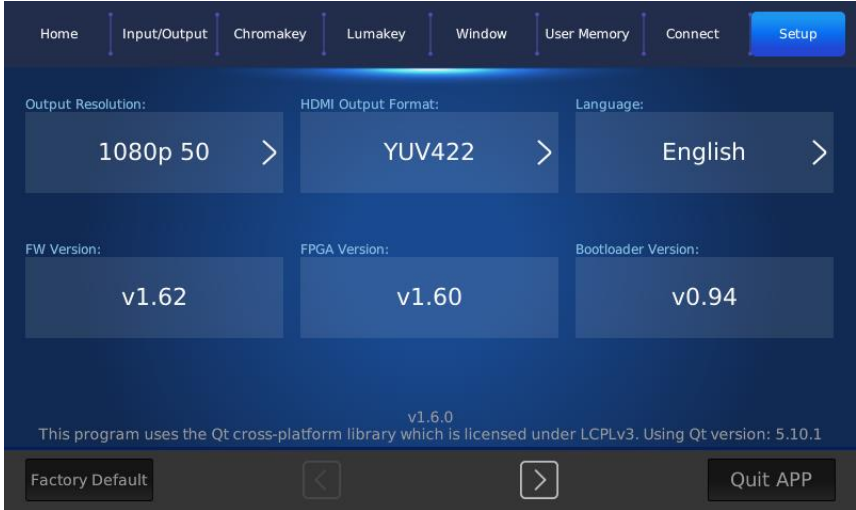 Home Input/Output Chromakey Lumakey Window User Memory Connect Setup
Output Resolution: HDMI Output Format: Language:
1080p 50 YUV422 English
FW Version: FPGA Version: Bootloader Version:
v1.62 v1.60 v0.94
v1.6.0
This program uses the Qt cross-platform library which is licensed under LCPLv3. Using Qt version: 5.10.1
Factory Default Quit APP